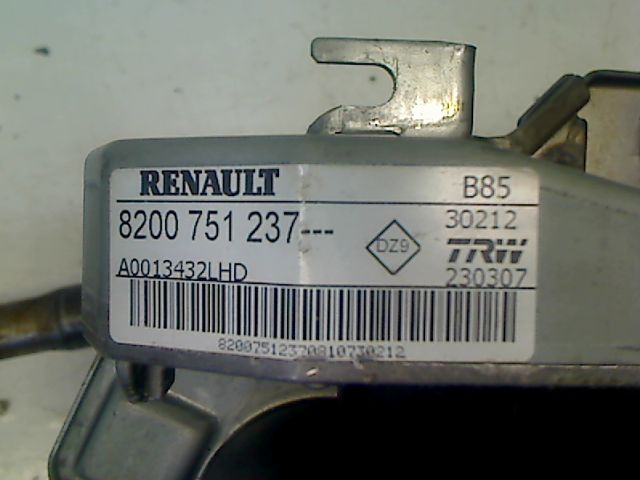 RENAULT B85
8200 751 237--- 30212
DZ9 TRW
A0013432LHD 230307
82007512370810730212